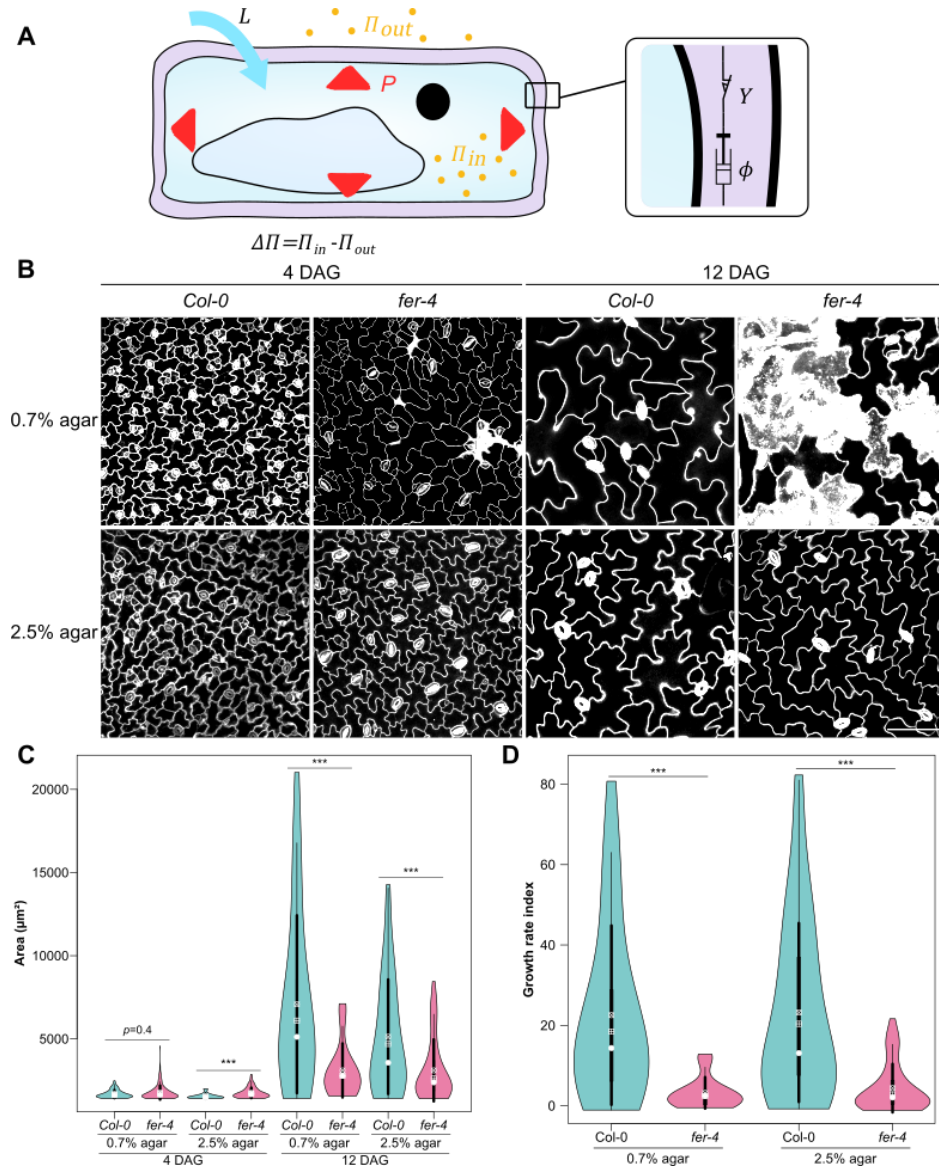 A
L
Π_out
P
Π_in
Y
ϕ
ΔΠ=Π_in -Π_out
B
4 DAG 12 DAG
Col-0 fer-4 Col-0 fer-4
0.7% agar
2.5% agar
C
Area (µm²)
20000
15000
10000
5000
p=0.4
***
***
***
Col-0 fer-4 Col-0 fer-4 Col-0 fer-4 Col-0 fer-4
0.7% agar 2.5% agar 0.7% agar 2.5% agar
4 DAG 12 DAG
D
Growth rate index
80
60
40
20
0
***
***
Col-0 fer-4 Col-0 fer-4
0.7% agar 2.5% agar